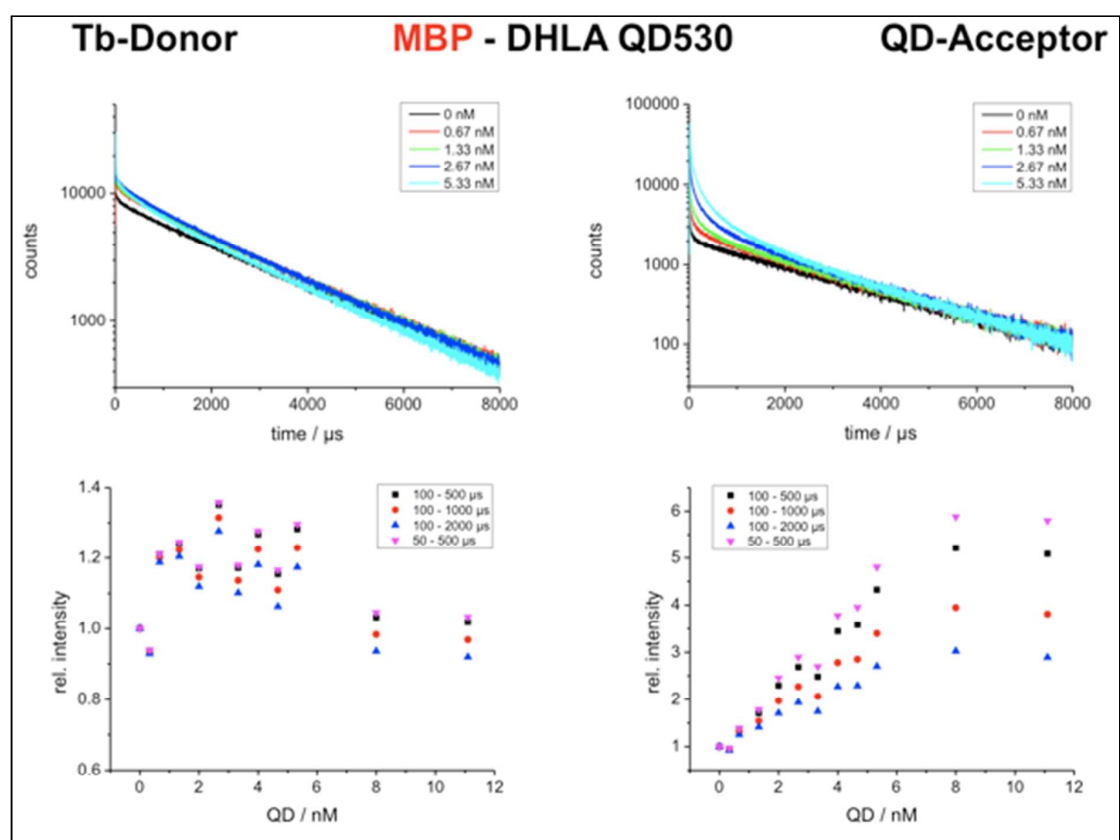 Tb-Donor MBP - DHLA QD530 QD-Acceptor
0 nM
0.67 nM
1.33 nM
2.67 nM
5.33 nM
10000
1000
counts
0 2000 4000 6000 8000
time / µs
0 nM
0.67 nM
1.33 nM
2.67 nM
5.33 nM
100000
10000
1000
100
counts
0 2000 4000 6000 8000
time / µs
100 - 500 µs
100 - 1000 µs
100 - 2000 µs
50 - 500 µs
1.4
1.2
1.0
0.8
0.6
rel. intensity
0 2 4 6 8 10 12
QD / nM
100 - 500 µs
100 - 1000 µs
100 - 2000 µs
50 - 500 µs
6
5
4
3
2
1
rel. intensity
0 2 4 6 8 10 12
QD / nM